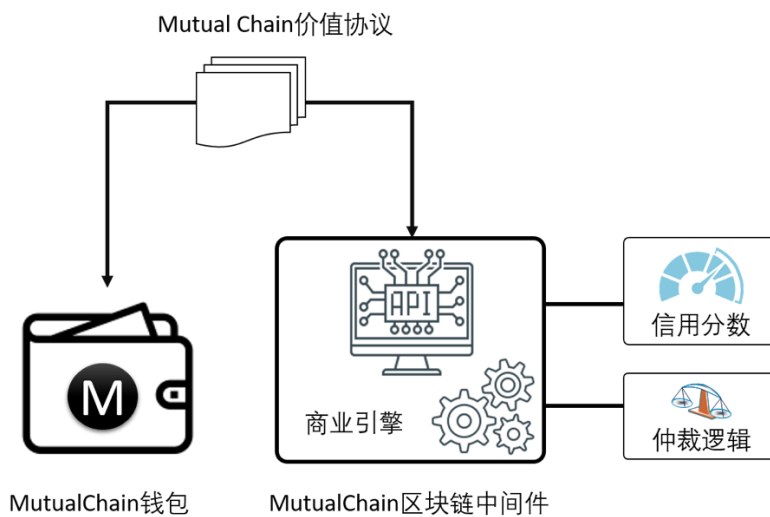 Mutual Chain价值协议
API
信用分数
商业引擎
仲裁逻辑
M
MutualChain钱包
MutualChain区块链中间件